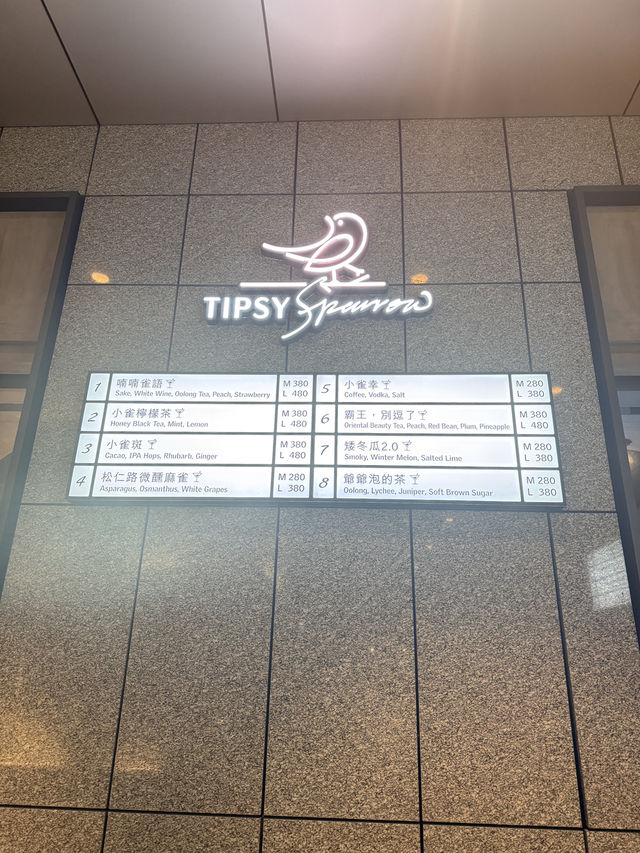 TIPSY Sparrow
1 喃喃雀語
Sake, White Wine, Oolong Tea, Peach, Strawberry
M 380
L 480
2 小雀檸檬茶
Honey Black Tea, Mint, Lemon
M 380
L 480
3 小雀斑
Cacao, IPA Hops, Rhubarb, Ginger
M 380
L 480
4 松仁路微醺麻雀
Asparagus, Osmanthus, White Grapes
M 280
L 380
5 小雀幸
Coffee, Vodka, Salt
M 280
L 380
6 霸王，別逗了
Oriental Beauty Tea, Peach, Red Bean, Plum, Pineapple
M 380
L 480
7 矮冬瓜2.0
Smoky, Winter Melon, Salted Lime
M 280
L 380
8 爺爺泡的茶
Oolong, Lychee, Juniper, Soft Brown Sugar
M 280
L 380